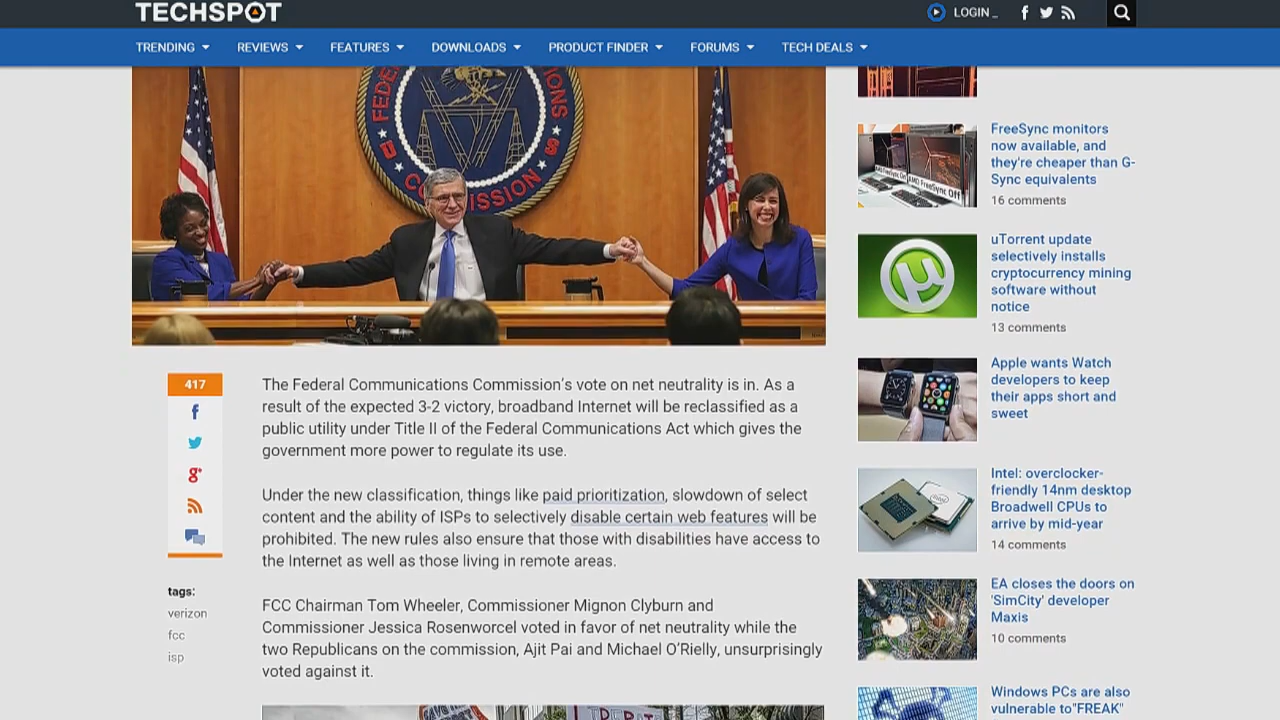 TECHSPOT
LOGIN _
TRENDING
REVIEWS
FEATURES
DOWNLOADS
PRODUCT FINDER
FORUMS
TECH DEALS
The Federal Communications Commission's vote on net neutrality is in. As a
result of the expected 3-2 victory, broadband Internet will be reclassified as a
public utility under Title II of the Federal Communications Act which gives the
government more power to regulate its use.
Under the new classification, things like paid prioritization, slowdown of select
content and the ability of ISPs to selectively disable certain web features will be
prohibited. The new rules also ensure that those with disabilities have access to
the Internet as well as those living in remote areas.
FCC Chairman Tom Wheeler, Commissioner Mignon Clyburn and
Commissioner Jessica Rosenworcel voted in favor of net neutrality while the
two Republicans on the commission, Ajit Pai and Michael O'Rielly, unsurprisingly
voted against it.
417
tags:
verizon
fcc
isp
FreeSync monitors
now available, and
they're cheaper than G-
Sync equivalents
16 comments
uTorrent update
selectively installs
cryptocurrency mining
software without
notice
13 comments
Apple wants Watch
developers to keep
their apps short and
sweet
Intel: overclocker-
friendly 14nm desktop
Broadwell CPUs to
arrive by mid-year
14 comments
EA closes the doors on
'SimCity' developer
Maxis
10 comments
Windows PCs are also
vulnerable to"FREAK"